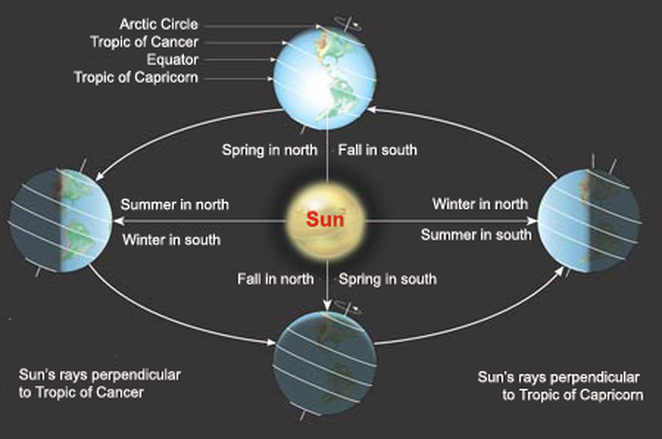 Arctic Circle
Tropic of Cancer
Equator
Tropic of Capricorn
Spring in north
Fall in south
Summer in north
Winter in south
Sun
Winter in north
Summer in south
Fall in north
Spring in south
Sun's rays perpendicular
to Tropic of Cancer
Sun's rays perpendicular
to Tropic of Capricorn